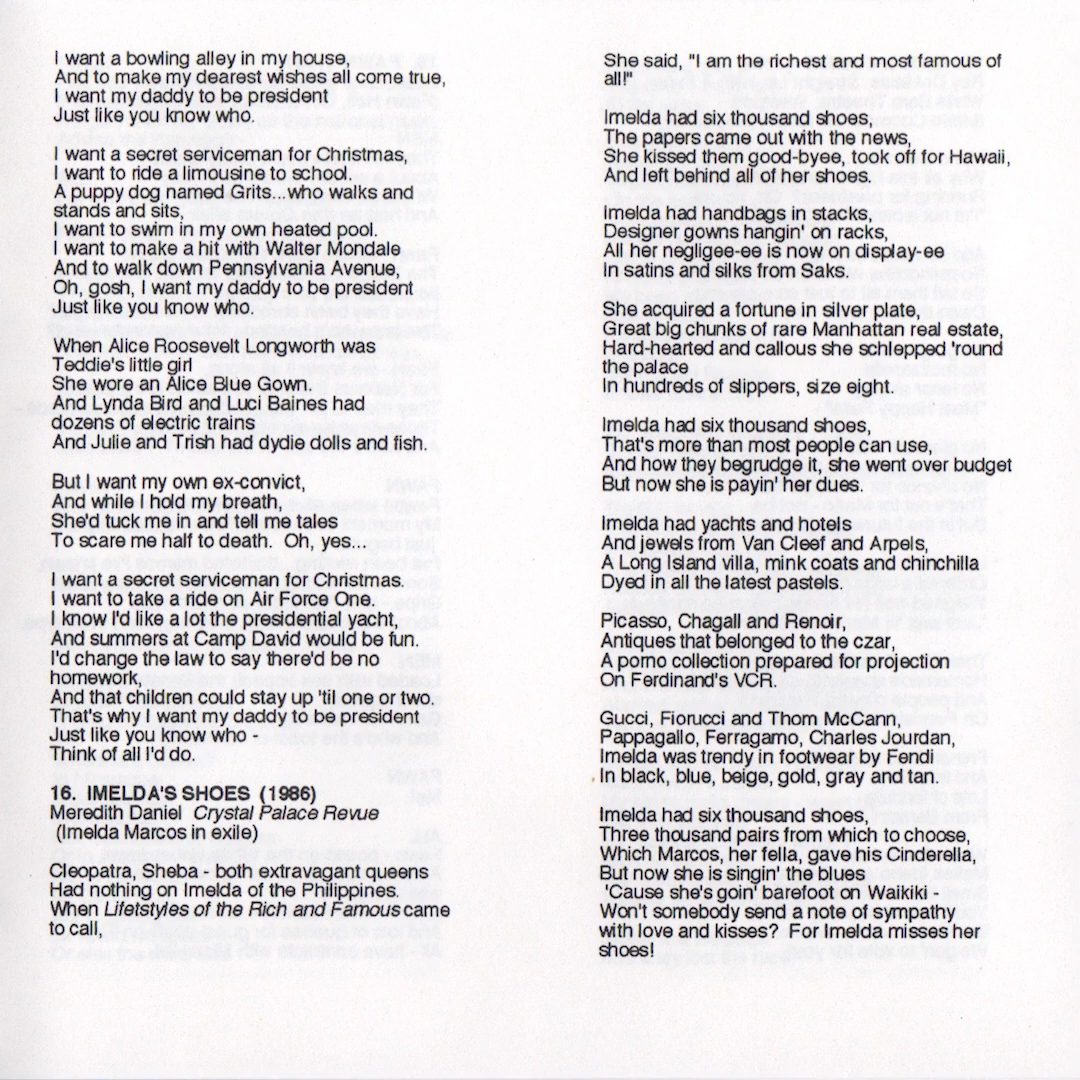 I want a bowling alley in my house,
And to make my dearest wishes all come true,
I want my daddy to be president
Just like you know who.
I want a secret serviceman for Christmas,
I want to ride a limousine to school.
A puppy dog named Grits...who walks and
stands and sits,
I want to swim in my own heated pool.
I want to make a hit with Walter Mondale
And to walk down Pennsylvania Avenue,
Oh, gosh, I want my daddy to be president
Just like you know who.
When Alice Roosevelt Longworth was
Teddie's little girl
She wore an Alice Blue Gown.
And Lynda Bird and Luci Baines had
dozens of electric trains
And Julie and Trish had dydie dolls and fish.
But I want my own ex-convict,
And while I hold my breath,
She'd tuck me in and tell me tales
To scare me half to death.  Oh, yes...
I want a secret serviceman for Christmas.
I want to take a ride on Air Force One.
I know I'd like a lot the presidential yacht,
And summers at Camp David would be fun.
I'd change the law to say there'd be no
homework,
And that children could stay up 'til one or two.
That's why I want my daddy to be president
Just like you know who -
Think of all I'd do.
16.  IMELDA'S SHOES  (1986)
Meredith Daniel  Crystal Palace Revue
(Imelda Marcos in exile)
Cleopatra, Sheba - both extravagant queens
Had nothing on Imelda of the Philippines.
When Lifetstyles of the Rich and Famous came
to call,
She said, "I am the richest and most famous of
all!"
Imelda had six thousand shoes,
The papers came out with the news,
She kissed them good-byee, took off for Hawaii,
And left behind all of her shoes.
Imelda had handbags in stacks,
Designer gowns hangin' on racks,
All her negligee-ee is now on display-ee
In satins and silks from Saks.
She acquired a fortune in silver plate,
Great big chunks of rare Manhattan real estate,
Hard-hearted and callous she schlepped 'round
the palace
In hundreds of slippers, size eight.
Imelda had six thousand shoes,
That's more than most people can use,
And how they begrudge it, she went over budget
But now she is payin' her dues.
Imelda had yachts and hotels
And jewels from Van Cleef and Arpels,
A Long Island villa, mink coats and chinchilla
Dyed in all the latest pastels.
Picasso, Chagall and Renoir,
Antiques that belonged to the czar,
A porno collection prepared for projection
On Ferdinand's VCR.
Gucci, Fiorucci and Thom McCann,
Pappagallo, Ferragamo, Charles Jourdan,
Imelda was trendy in footwear by Fendi
In black, blue, beige, gold, gray and tan.
Imelda had six thousand shoes,
Three thousand pairs from which to choose,
Which Marcos, her fella, gave his Cinderella,
But now she is singin' the blues
'Cause she's goin' barefoot on Waikiki -
Won't somebody send a note of sympathy
with love and kisses?  For Imelda misses her
shoes!